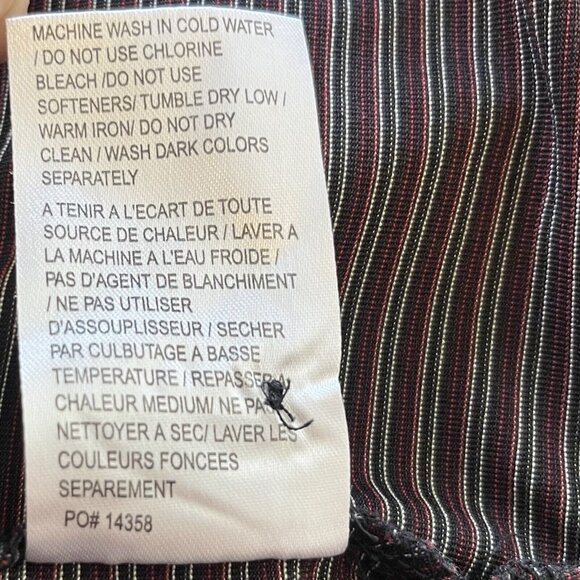 MACHINE WASH IN COLD WATER
/ DO NOT USE CHLORINE
BLEACH /DO NOT USE
SOFTENERS/ TUMBLE DRY LOW /
WARM IRON/ DO NOT DRY
CLEAN / WASH DARK COLORS
SEPARATELY
A TENIR A L'ECART DE TOUTE
SOURCE DE CHALEUR / LAVER A
LA MACHINE A L'EAU FROIDE /
PAS D'AGENT DE BLANCHIMENT
/ NE PAS UTILISER
D'ASSOUPLISSEUR / SECHER
PAR CULBUTAGE A BASSE
TEMPERATURE / REPASSER
CHALEUR MEDIUM/ NE PAS
NETTOYER A SEC/ LAVER LES
COULEURS FONCEES
SEPAREMENT
PO# 14358